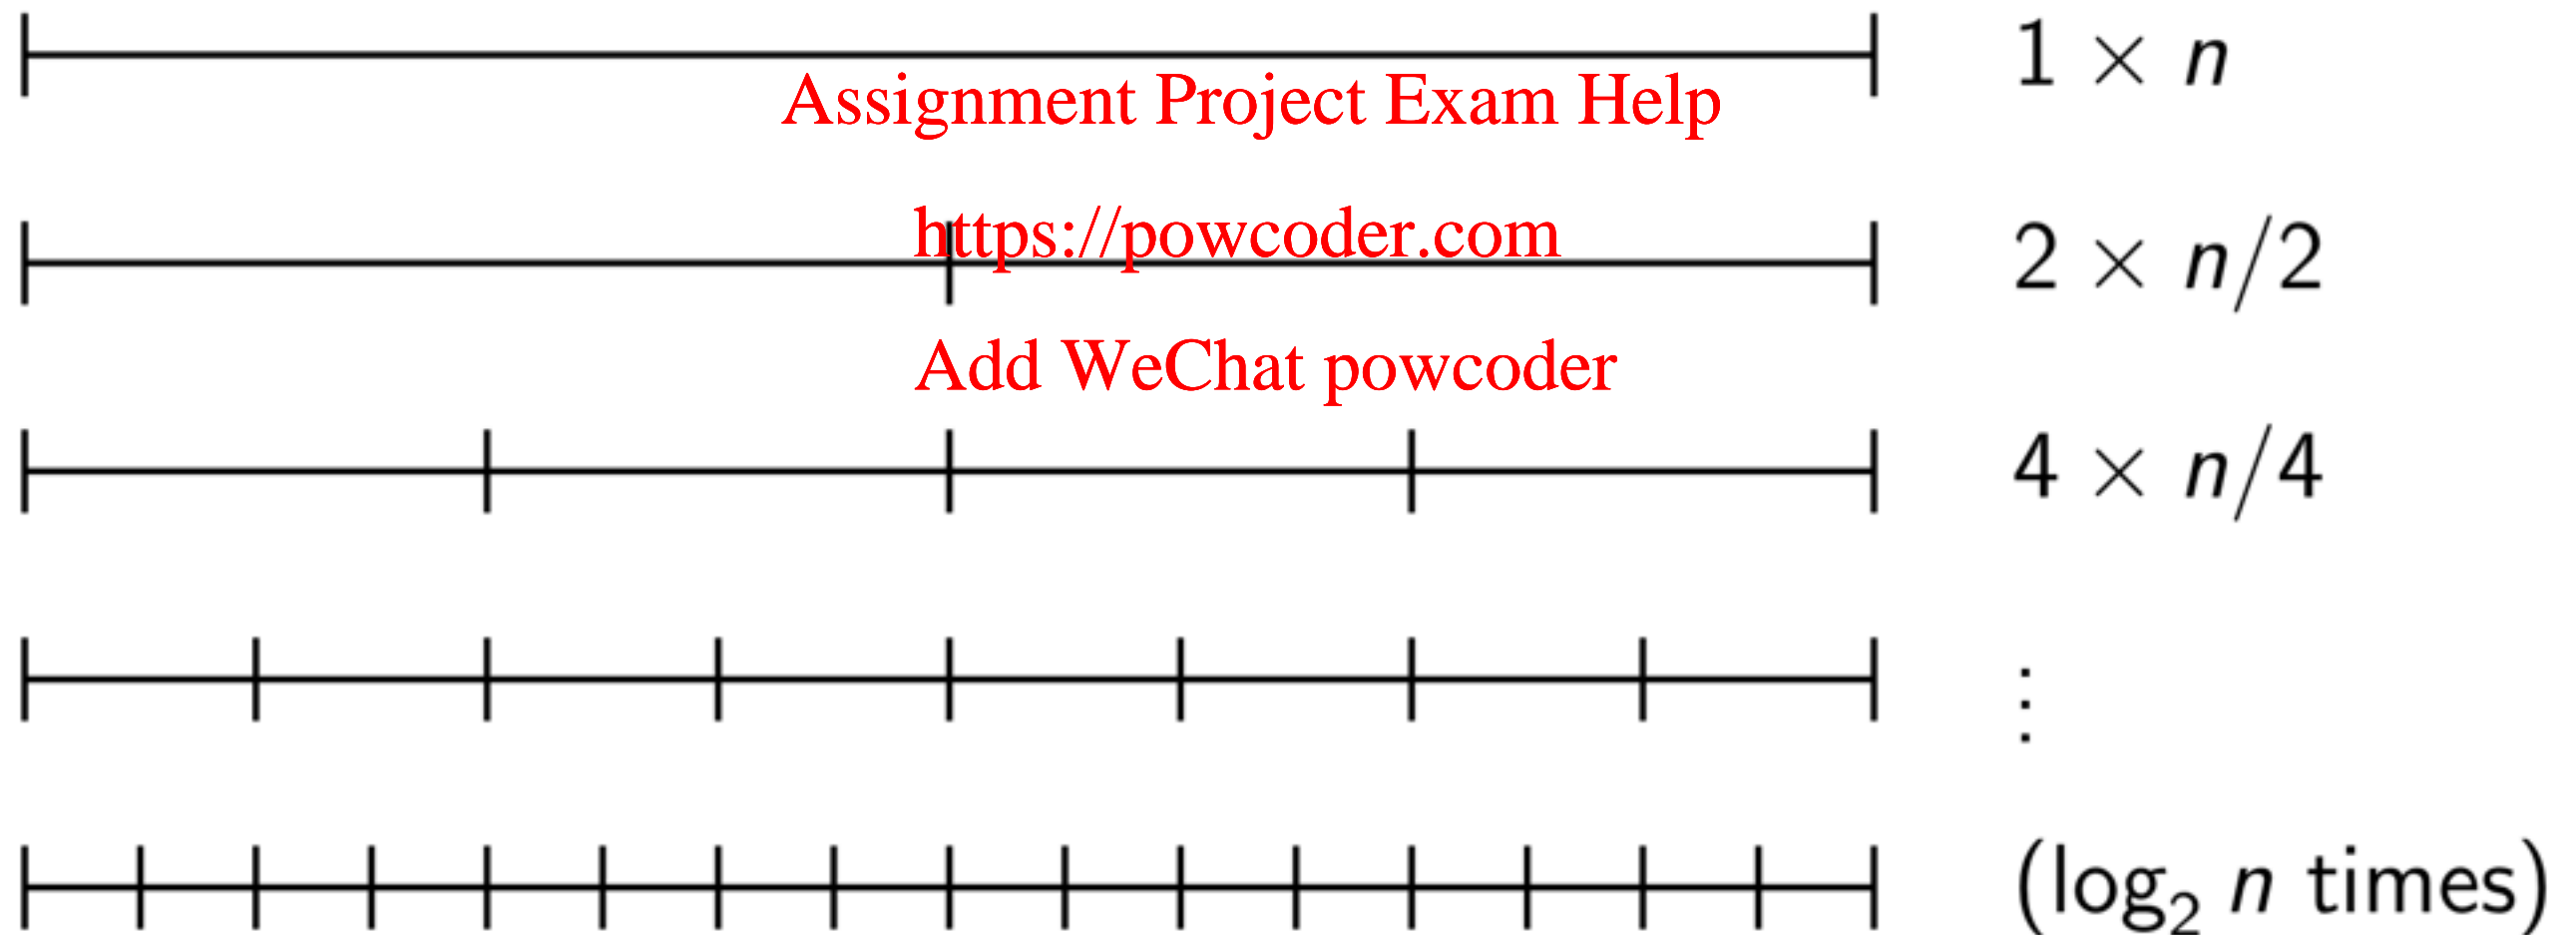 1 × n
Assignment Project Exam Help
https://powcoder.com
2 × n/2
Add WeChat powcoder
4 × n/4
⋮
(log₂ n times)